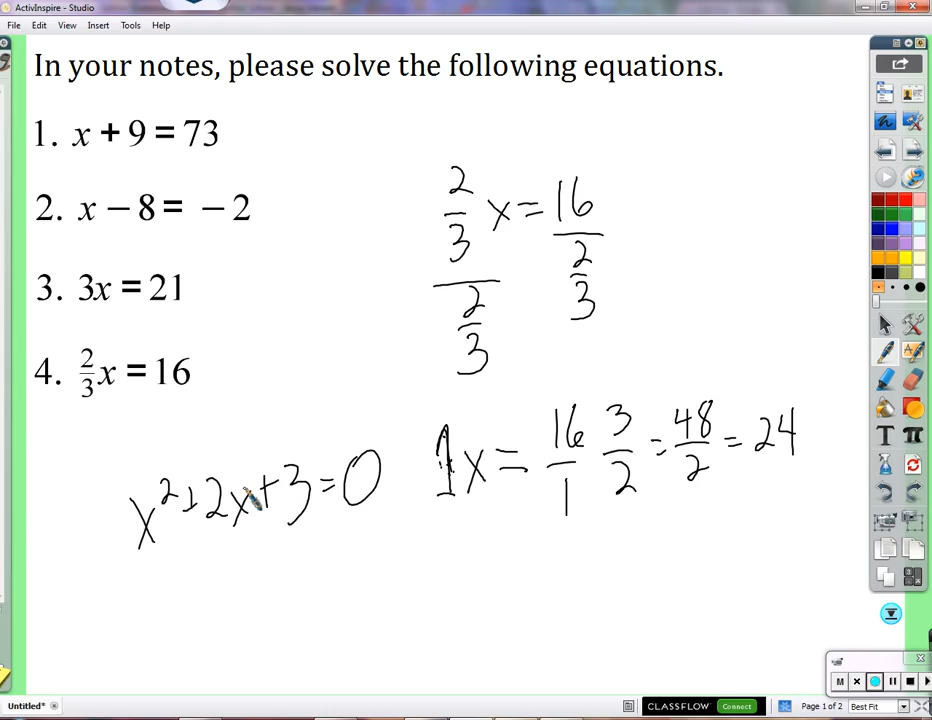 ActivInspire - Studio
File Edit View Insert Tools Help
In your notes, please solve the following equations.
1. x + 9 = 73
2. x − 8 = − 2
3. 3x = 21
4. 2/3 x = 16
2/3 x = 16
2/3 2/3
1x = 16/1 3/2 = 48/2 = 24
x² + 2x + 3 = 0
M
Untitled*
CLASSFLOW Connect
Page 1 of 2
Best Fit